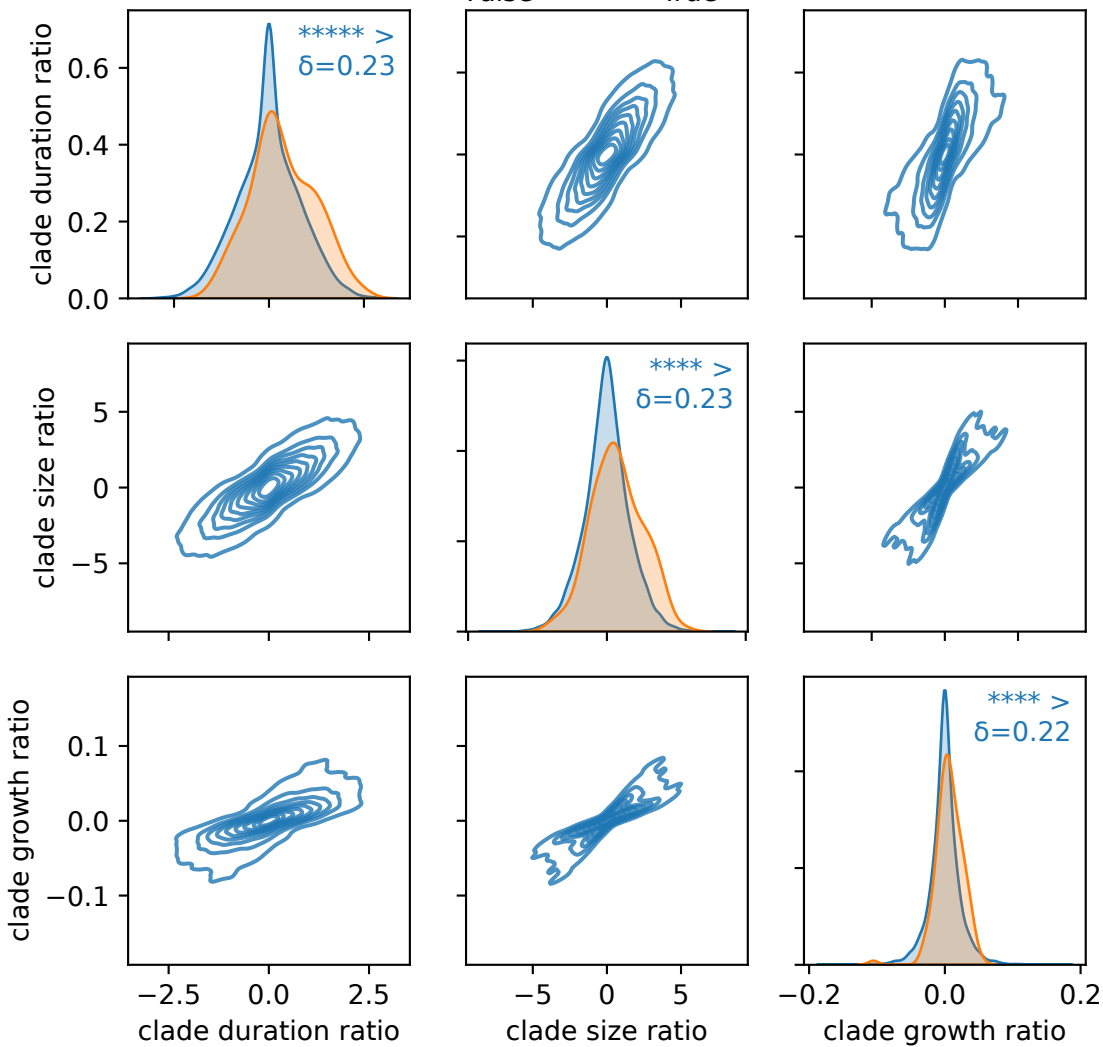 ***** >
δ=0.23
clade duration ratio
0.6
0.4
0.2
0.0
**** >
δ=0.23
clade size ratio
5
0
−5
**** >
δ=0.22
clade growth ratio
0.1
0.0
−0.1
−2.5 0.0 2.5
−5 0 5
−0.2 0.0 0.2
clade duration ratio
clade size ratio
clade growth ratio